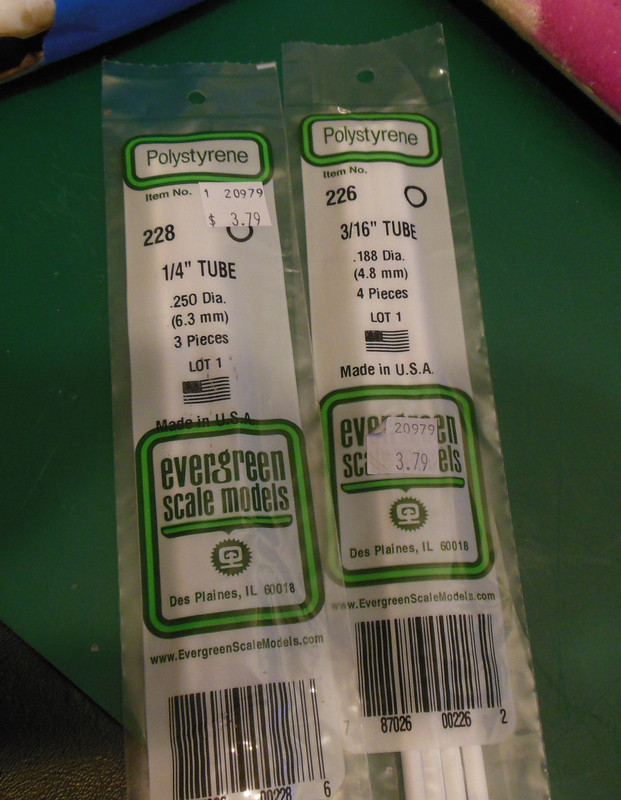 Polystyrene
Item No.
1 20979
$ 3.79
228
1/4" TUBE
.250 Dia.
(6.3 mm)
3 Pieces
LOT 1
Made in U.S.A.
evergreen
scale models
Des Plaines, IL 60018
www.EvergreenScaleModels.com
00228 6
Polystyrene
Item No.
226
3/16" TUBE
.188 Dia.
(4.8 mm)
4 Pieces
LOT 1
Made in U.S.A.
20979
3.79
Des Plaines, IL 60018
www.EvergreenScaleModels.com
7 87026 00226 2